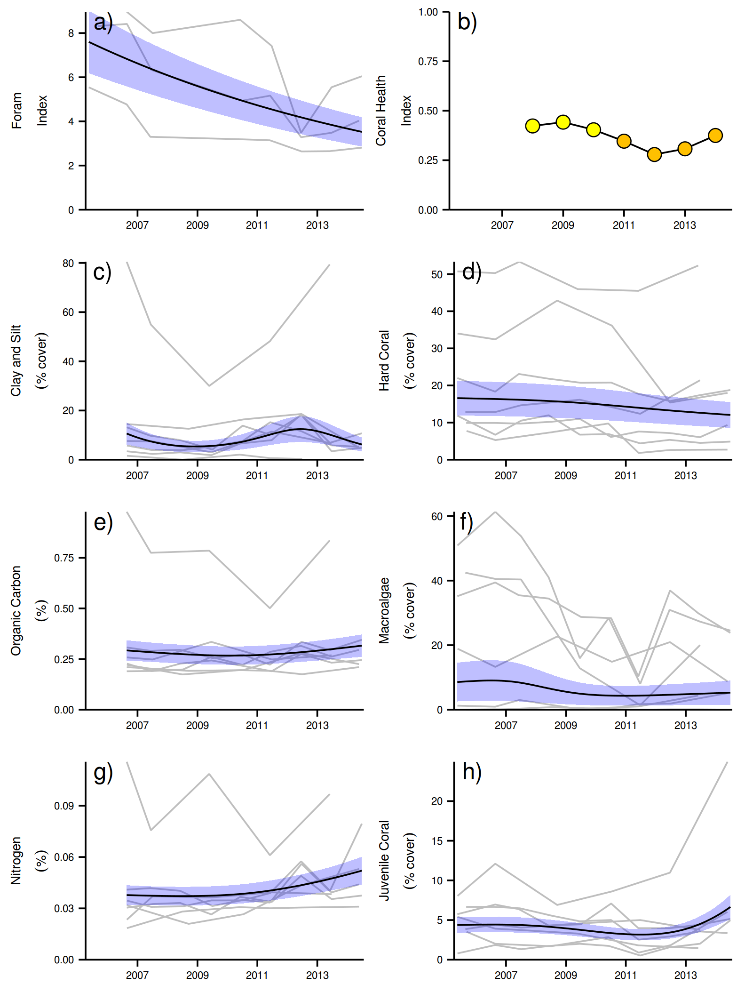 a)
8
6
4
2
0
Foram
Index
2007 2009 2011 2013
b)
1.00
0.75
0.50
0.25
0.00
Coral Health
Index
2007 2009 2011 2013
c)
80
60
40
20
0
Clay and Silt
(% cover)
2007 2009 2011 2013
d)
50
40
30
20
10
0
Hard Coral
(% cover)
2007 2009 2011 2013
e)
0.75
0.50
0.25
0.00
Organic Carbon
(%)
2007 2009 2011 2013
f)
60
40
20
0
Macroalgae
(% cover)
2007 2009 2011 2013
g)
0.09
0.06
0.03
0.00
Nitrogen
(%)
2007 2009 2011 2013
h)
20
15
10
5
0
Juvenile Coral
(% cover)
2007 2009 2011 2013